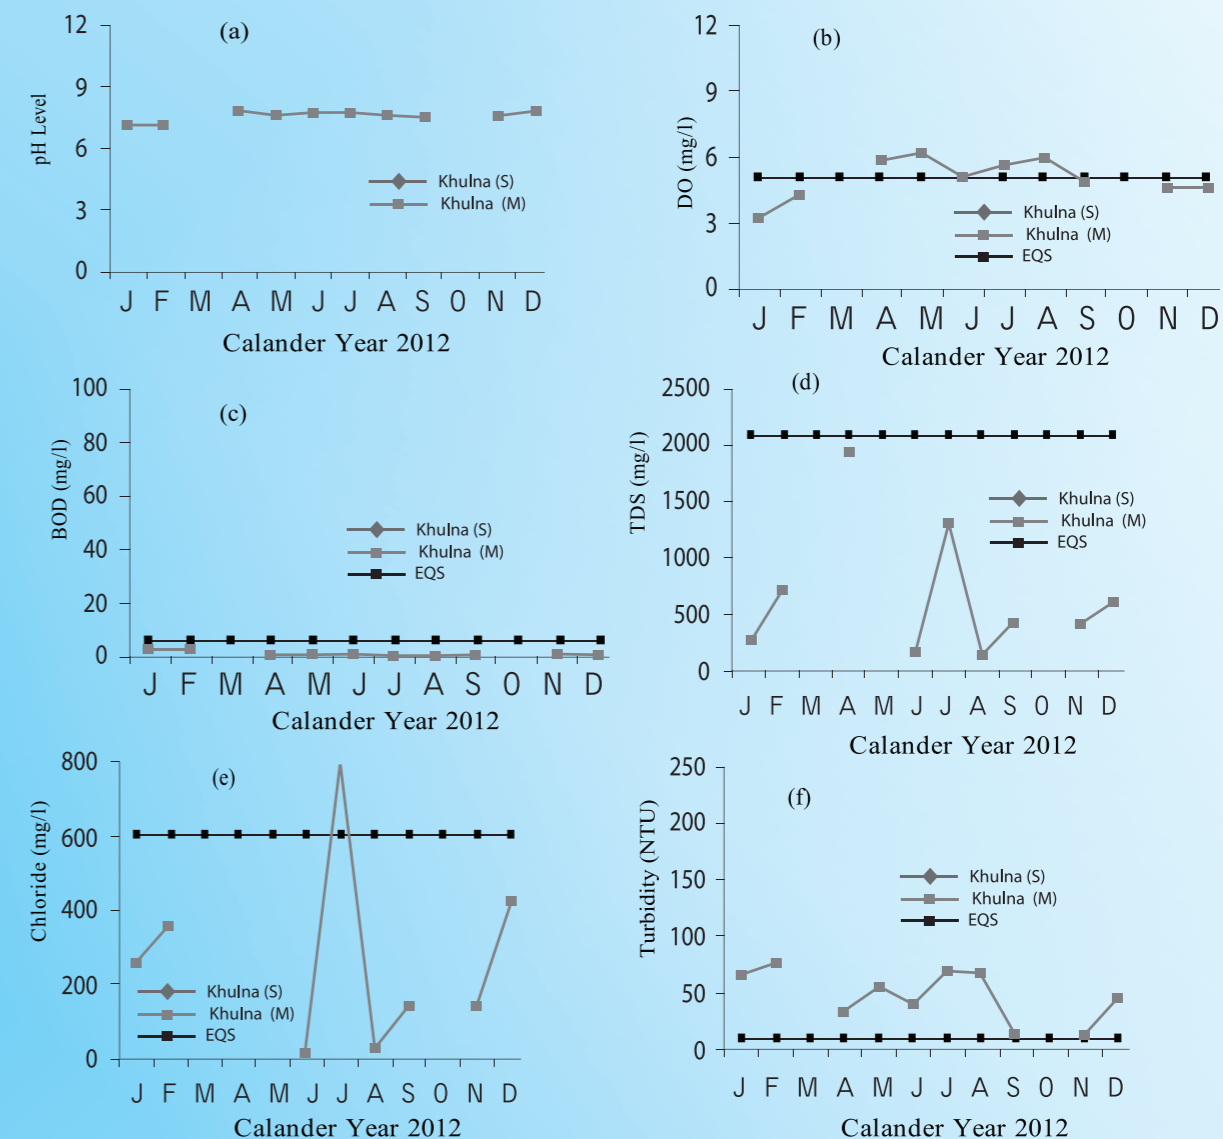 (a)
12
9
6
3
0
pH Level
Khulna (S)
Khulna (M)
J F M A M J J A S O N D
Calander Year 2012
(b)
12
9
6
3
0
DO (mg/l)
Khulna (S)
Khulna (M)
EQS
J F M A M J J A S O N D
Calander Year 2012
(c)
100
80
60
40
20
0
BOD (mg/l)
Khulna (S)
Khulna (M)
EQS
J F M A M J J A S O N D
Calander Year 2012
(d)
2500
2000
1500
1000
500
0
TDS (mg/l)
Khulna (S)
Khulna (M)
EQS
J F M A M J J A S O N D
Calander Year 2012
(e)
800
600
400
200
0
Chloride (mg/l)
Khulna (S)
Khulna (M)
EQS
J F M A M J J A S O N D
Calander Year 2012
(f)
250
200
150
100
50
0
Turbidity (NTU)
Khulna (S)
Khulna (M)
EQS
J F M A M J J A S O N D
Calander Year 2012